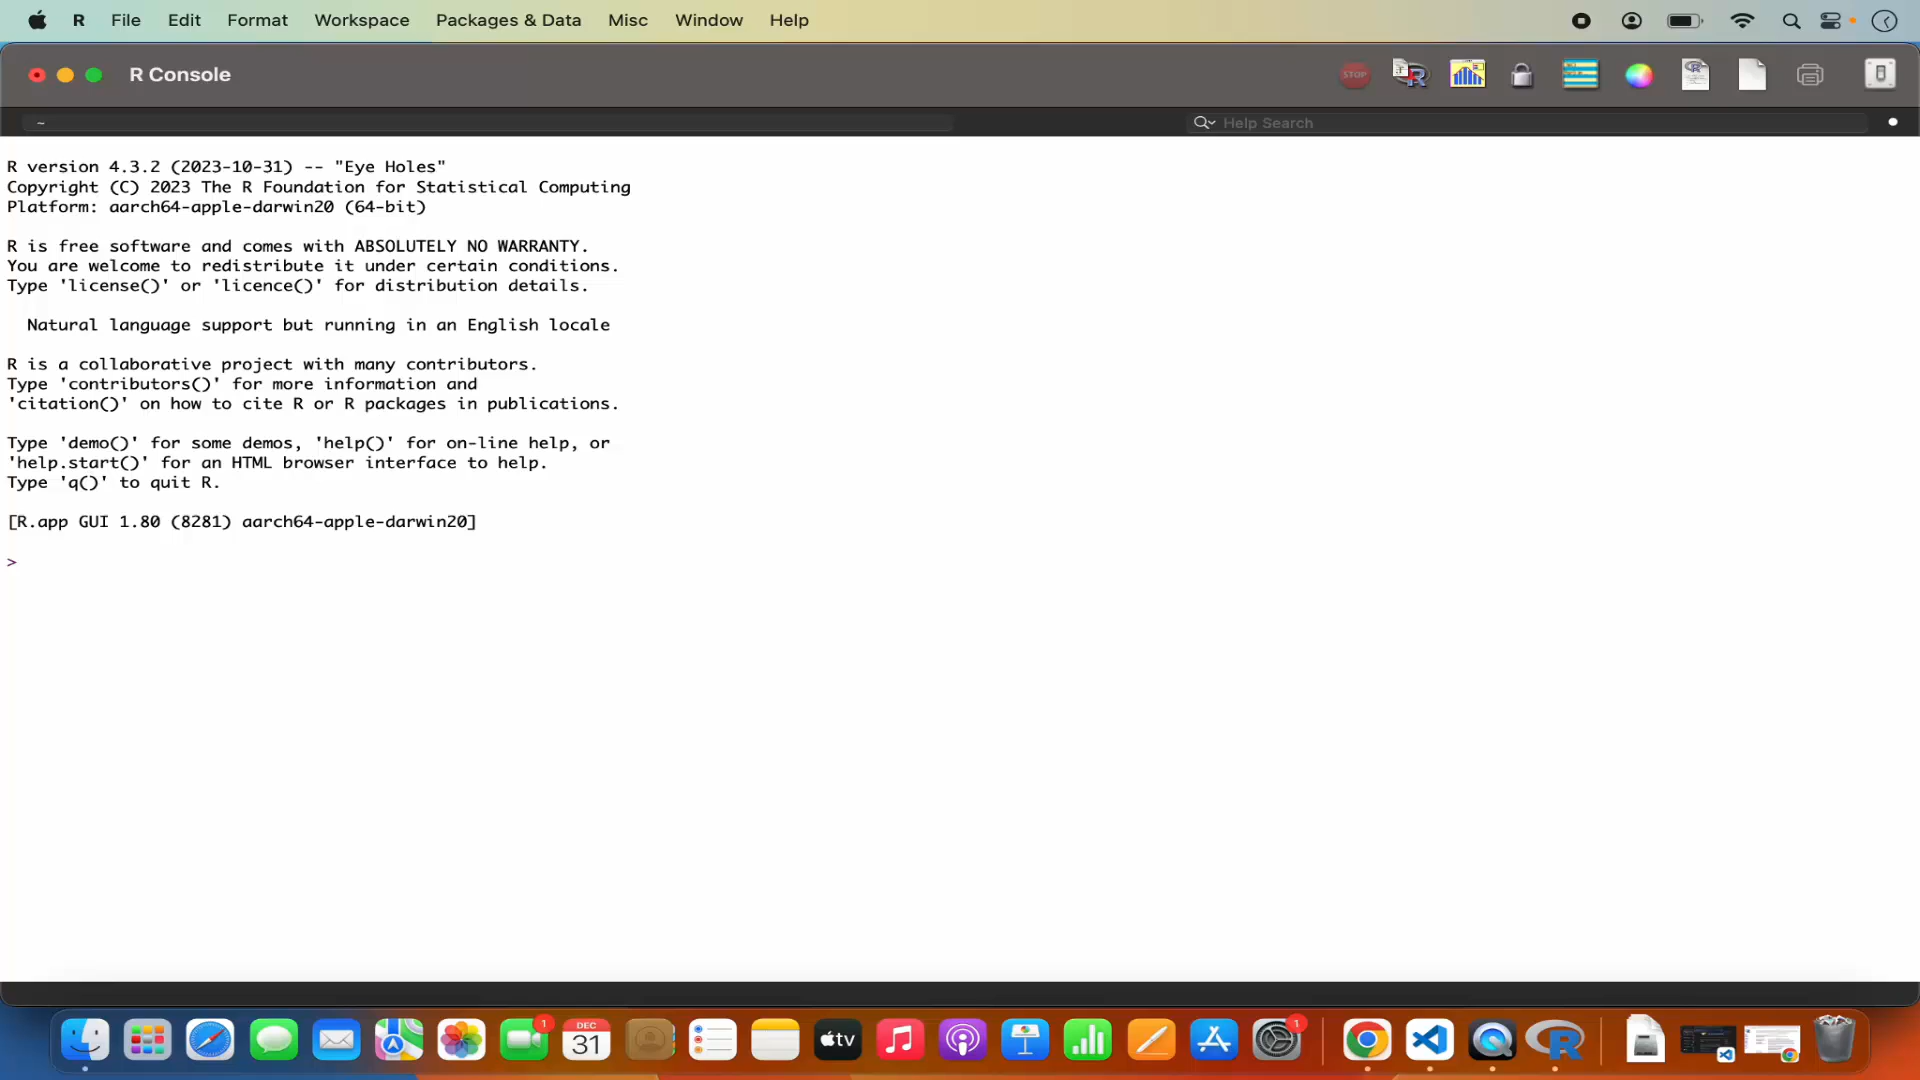 R File Edit Format Workspace Packages & Data Misc Window Help
R Console
STOP
~
Help Search
R version 4.3.2 (2023-10-31) -- "Eye Holes"
Copyright (C) 2023 The R Foundation for Statistical Computing
Platform: aarch64-apple-darwin20 (64-bit)
R is free software and comes with ABSOLUTELY NO WARRANTY.
You are welcome to redistribute it under certain conditions.
Type 'license()' or 'licence()' for distribution details.
Natural language support but running in an English locale
R is a collaborative project with many contributors.
Type 'contributors()' for more information and
'citation()' on how to cite R or R packages in publications.
Type 'demo()' for some demos, 'help()' for on-line help, or
'help.start()' for an HTML browser interface to help.
Type 'q()' to quit R.
[R.app GUI 1.80 (8281) aarch64-apple-darwin20]
>
1
DEC
31
tv
1
R